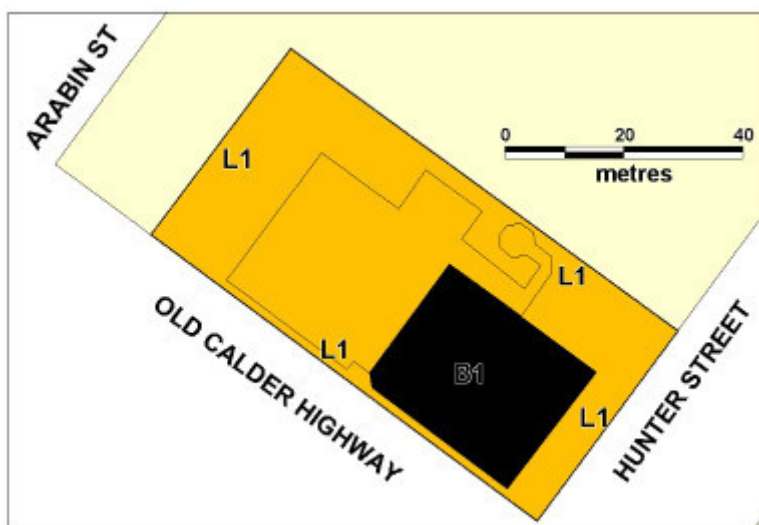 ARABIN ST
L1
0 20 40
metres
L1
L1
OLD CALDER HIGHWAY
B1
L1
HUNTER STREET